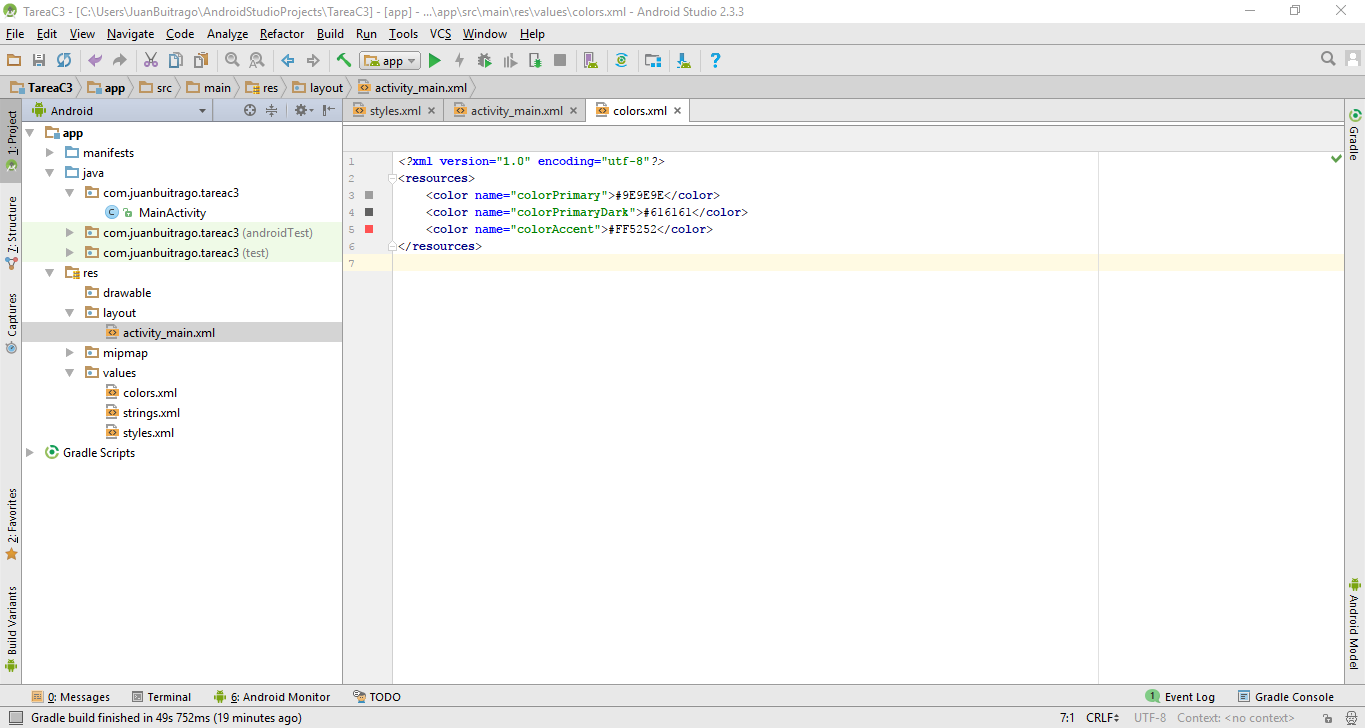 TareaC3 - [C:\Users\JuanBuitrago\AndroidStudioProjects\TareaC3] - [app] - ...\app\src\main\res\values\colors.xml - Android Studio 2.3.3
File Edit View Navigate Code Analyze Refactor Build Run Tools VCS Window Help
app
TareaC3 app src main res layout activity_main.xml
1: Project
7: Structure
Captures
2: Favorites
Build Variants
Android
app
manifests
java
com.juanbuitrago.tareac3
C MainActivity
com.juanbuitrago.tareac3 (androidTest)
com.juanbuitrago.tareac3 (test)
res
drawable
layout
activity_main.xml
mipmap
values
colors.xml
strings.xml
styles.xml
Gradle Scripts
styles.xml activity_main.xml colors.xml
1 <?xml version="1.0" encoding="utf-8"?>
2 <resources>
3 <color name="colorPrimary">#9E9E9E</color>
4 <color name="colorPrimaryDark">#616161</color>
5 <color name="colorAccent">#FF5252</color>
6 </resources>
7
Gradle
Android Model
0: Messages Terminal 6: Android Monitor TODO 1 Event Log Gradle Console
Gradle build finished in 49s 752ms (19 minutes ago) 7:1 CRLF UTF-8 Context: <no context>